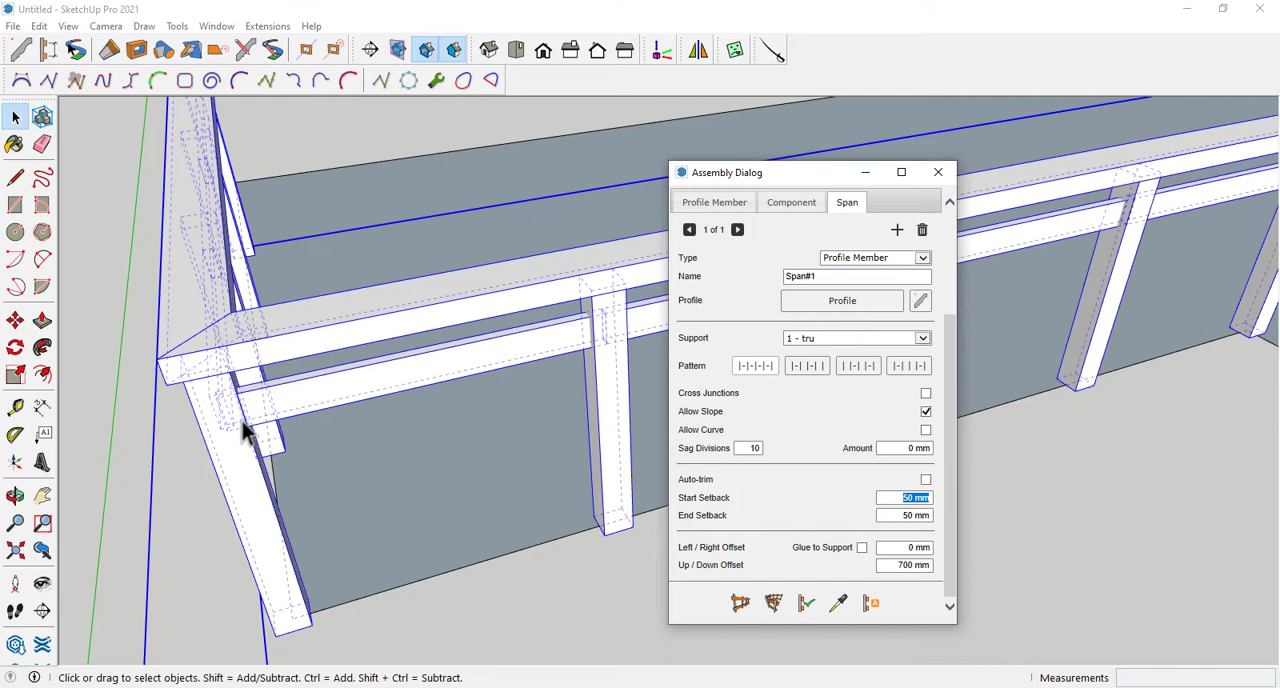 Untitled - SketchUp Pro 2021
File Edit View Camera Draw Tools Window Extensions Help
Assembly Dialog
Profile Member Component Span
1 of 1
Type Profile Member
Name Span#1
Profile Profile
Support 1 - tru
Pattern
Cross Junctions
Allow Slope
Allow Curve
Sag Divisions 10 Amount 0 mm
Auto-trim
Start Setback 50 mm
End Setback 50 mm
Left / Right Offset Glue to Support 0 mm
Up / Down Offset 700 mm
A1
A
Click or drag to select objects. Shift = Add/Subtract. Ctrl = Add. Shift + Ctrl = Subtract. Measurements